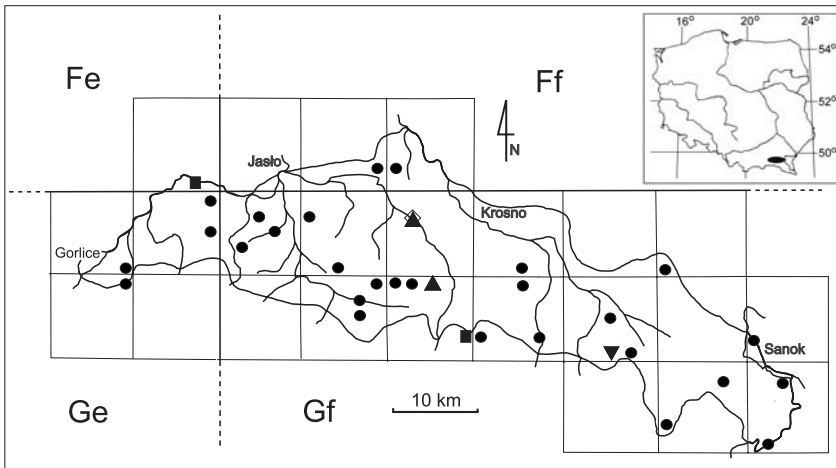 16° 20° 24°
54°
52°
50°
Fe
Ff
N
Jasło
Krosno
Gorlice
Sanok
Ge
Gf
10 km